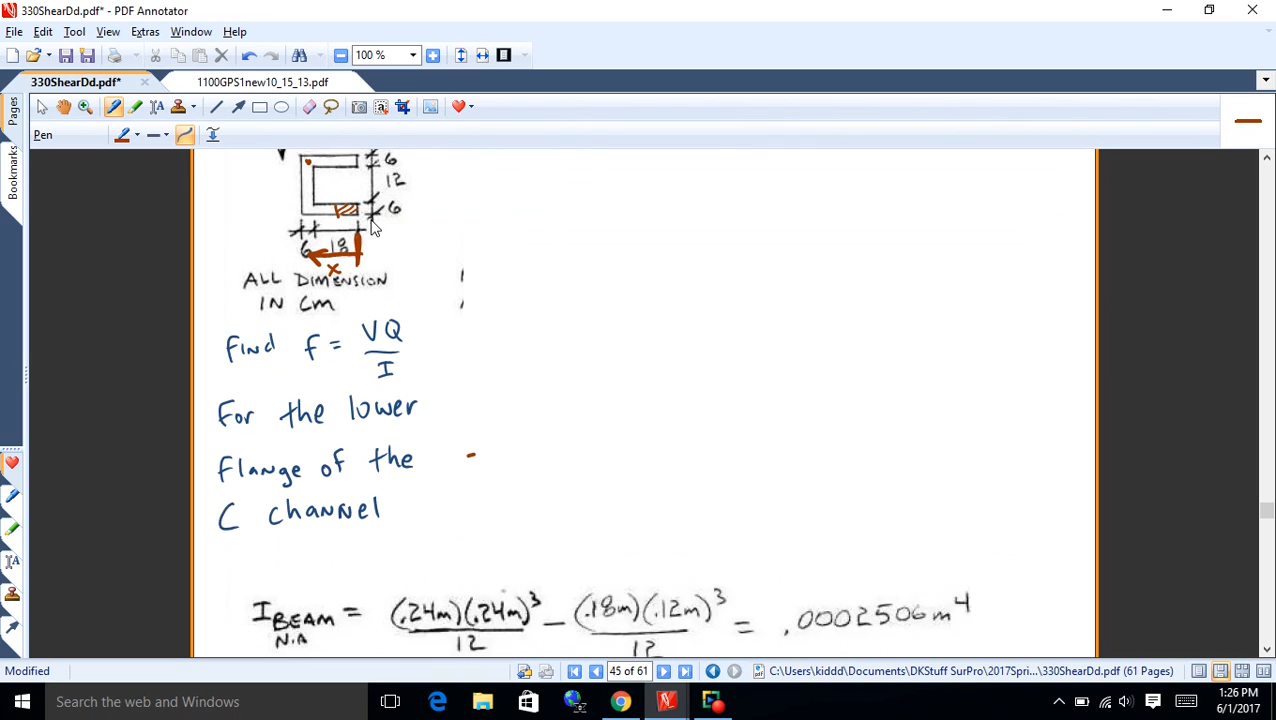 330ShearDd.pdf* - PDF Annotator
File Edit Tool Extras Window Help
100 %
330ShearDd.pdf* 1100GPS1new10_15_13.pdf
Pen
Pages
Bookmarks
6
12
6
6 18
x
ALL DIMENSION
IN CM
FIND f = VQ
I
For the lower
Flange of the
C channel
I BEAM = (.24m)(.24m)³ - (.18m)(.12m)³ = .0002506m⁴
N.A 12 12
Modified 45 of 61 C:\Users\kiddd\Documents\DKStuff SurPro\2017Spri...\330ShearDd.pdf (61 Pages)
Search the web and Windows
1:26 PM
6/1/2017